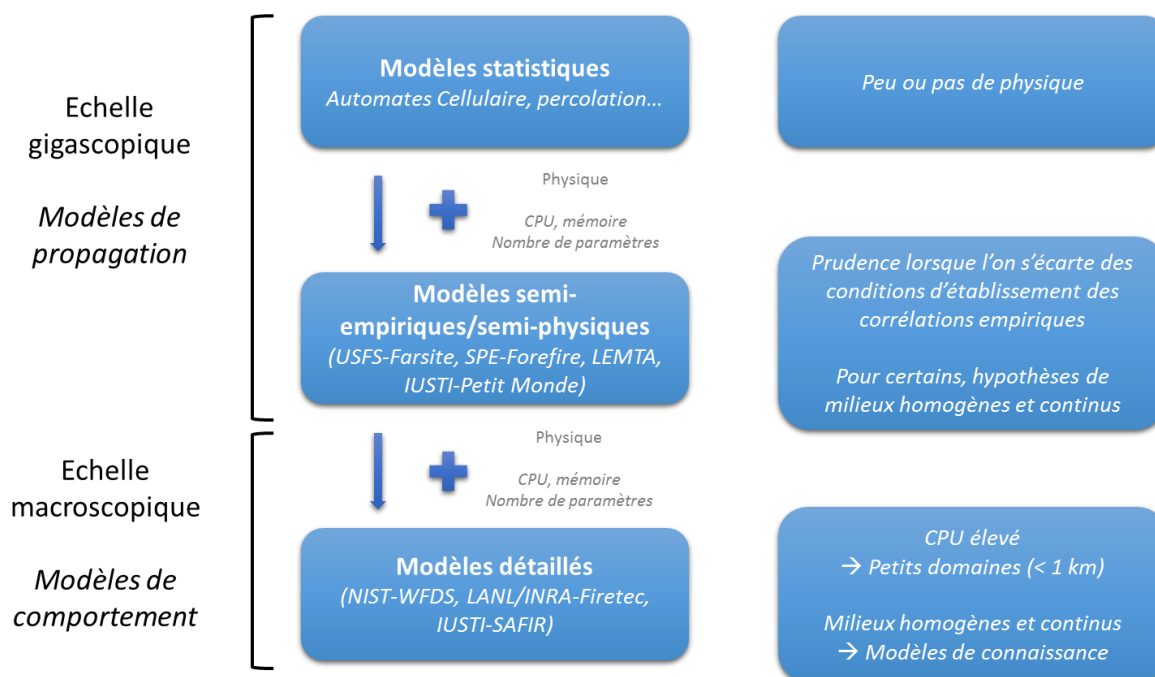 Echelle
gigascopique
Modèles de
propagation
Modèles statistiques
Automates Cellulaire, percolation…
Peu ou pas de physique
Physique
CPU, mémoire
Nombre de paramètres
Modèles semi-
empiriques/semi-physiques
(USFS-Farsite, SPE-Forefire, LEMTA,
IUSTI-Petit Monde)
Prudence lorsque l’on s’écarte des
conditions d’établissement des
corrélations empiriques
Pour certains, hypothèses de
milieux homogènes et continus
Echelle
macroscopique
Modèles de
comportement
Physique
CPU, mémoire
Nombre de paramètres
Modèles détaillés
(NIST-WFDS, LANL/INRA-Firetec,
IUSTI-SAFIR)
CPU élevé
→ Petits domaines (< 1 km)
Milieux homogènes et continus
→ Modèles de connaissance